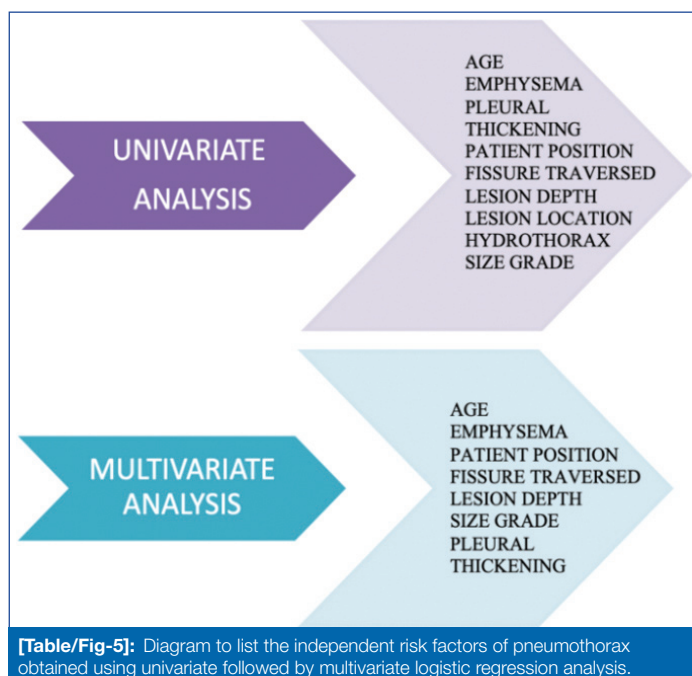 UNIVARIATE
ANALYSIS
AGE
EMPHYSEMA
PLEURAL
THICKENING
PATIENT POSITION
FISSURE TRAVERSED
LESION DEPTH
LESION LOCATION
HYDROTHORAX
SIZE GRADE
MULTIVARIATE
ANALYSIS
AGE
EMPHYSEMA
PATIENT POSITION
FISSURE TRAVERSED
LESION DEPTH
SIZE GRADE
PLEURAL
THICKENING
[Table/Fig-5]: Diagram to list the independent risk factors of pneumothorax
obtained using univariate followed by multivariate logistic regression analysis.